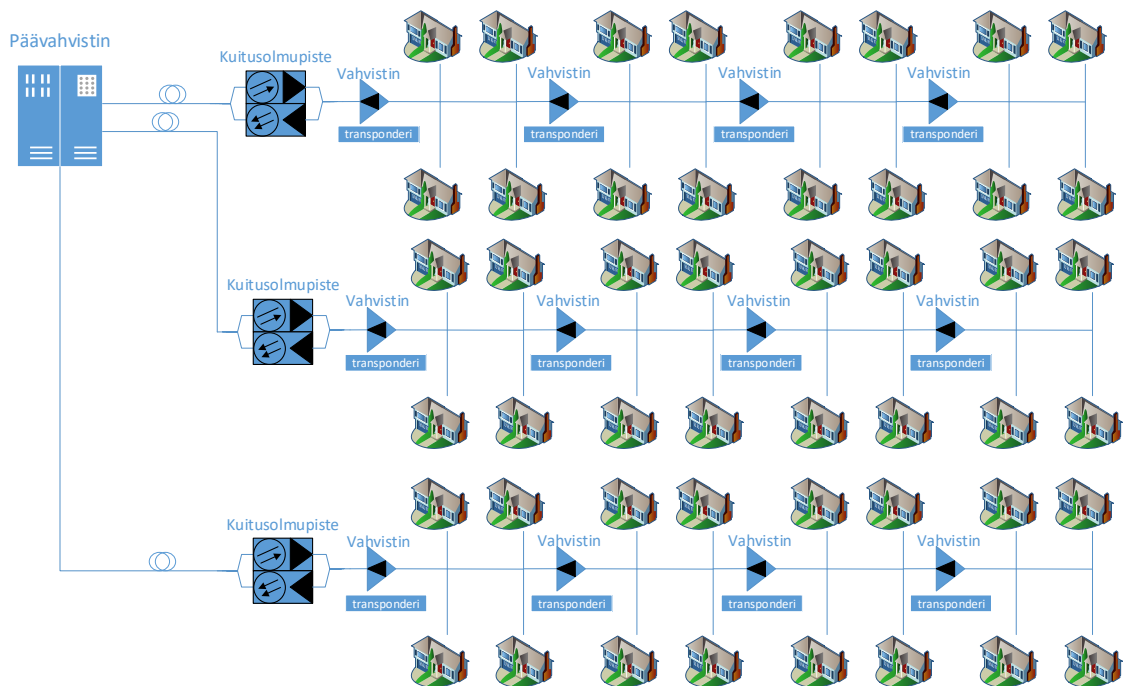 Päävahvistin
Kuitusolmupiste
Vahvistin
Vahvistin
Vahvistin
Vahvistin
transponderi
transponderi
transponderi
transponderi
Kuitusolmupiste
Vahvistin
Vahvistin
Vahvistin
Vahvistin
transponderi
transponderi
transponderi
transponderi
Kuitusolmupiste
Vahvistin
Vahvistin
Vahvistin
Vahvistin
transponderi
transponderi
transponderi
transponderi